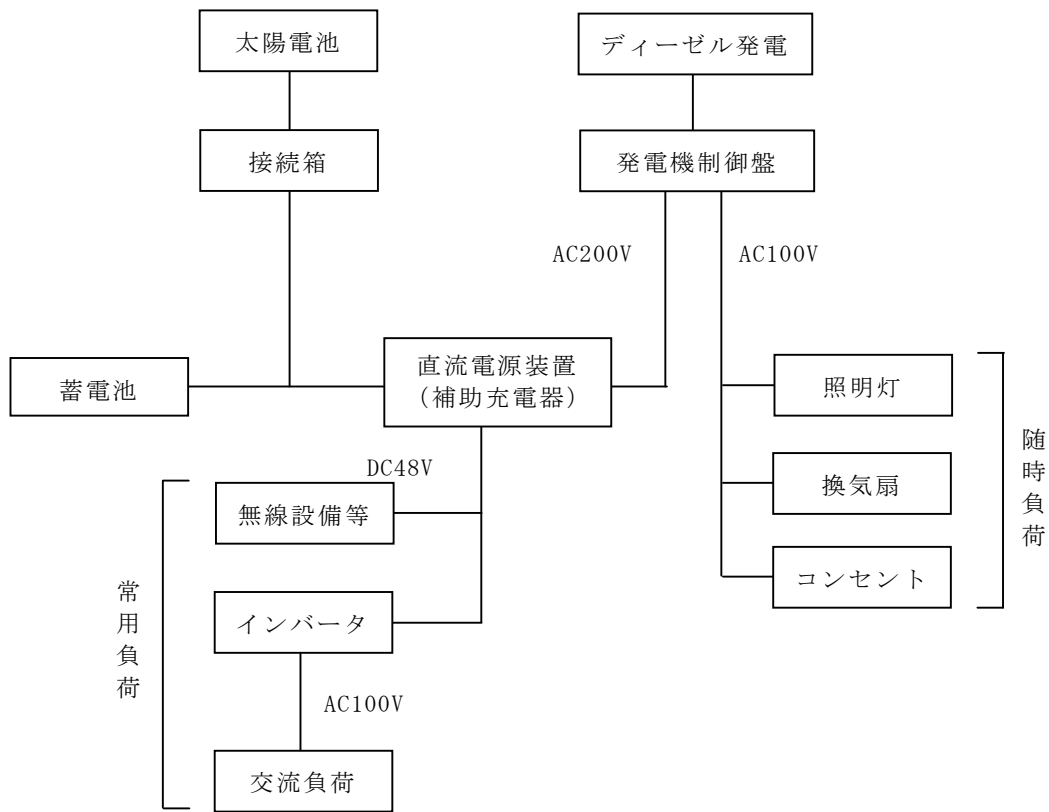 太陽電池
ディーゼル発電
接続箱
発電機制御盤
AC200V
AC100V
蓄電池
直流電源装置
(補助充電器)
照明灯
DC48V
無線設備等
換気扇
随時負荷
インバータ
コンセント
常用負荷
AC100V
交流負荷